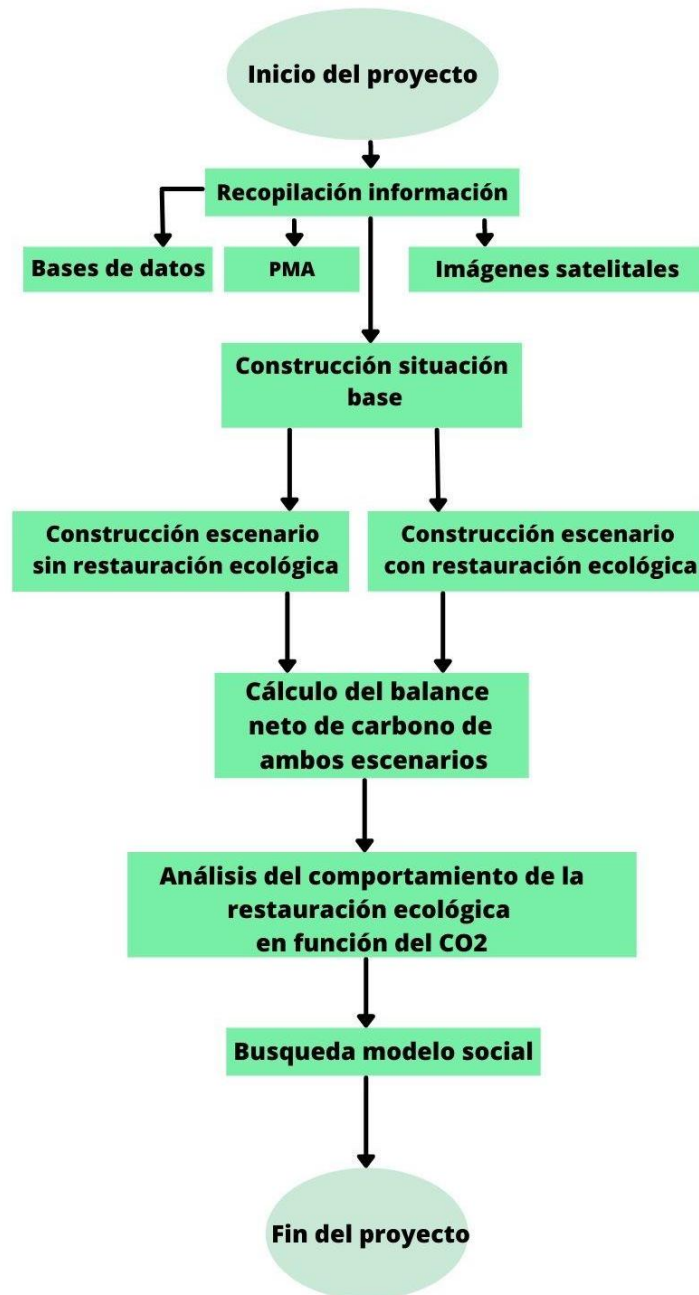 Inicio del proyecto
Recopilación información
Bases de datos
PMA
Imágenes satelitales
Construcción situación
base
Construcción escenario
sin restauración ecológica
Construcción escenario
con restauración ecológica
Cálculo del balance
neto de carbono de
ambos escenarios
Análisis del comportamiento de la
restauración ecológica
en función del CO2
Busqueda modelo social
Fin del proyecto